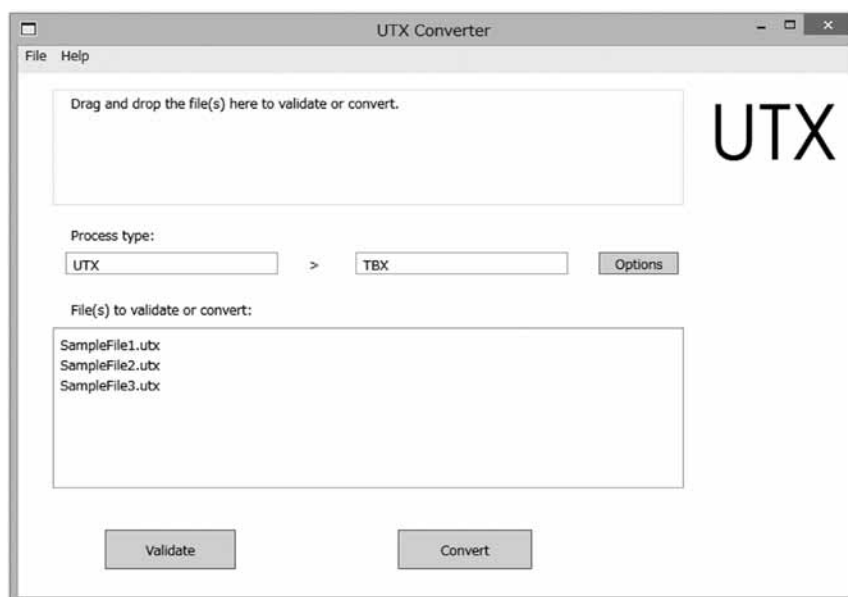 UTX Converter
File Help
Drag and drop the file(s) here to validate or convert.
UTX
Process type:
UTX > TBX Options
File(s) to validate or convert:
SampleFile1.utx
SampleFile2.utx
SampleFile3.utx
Validate Convert